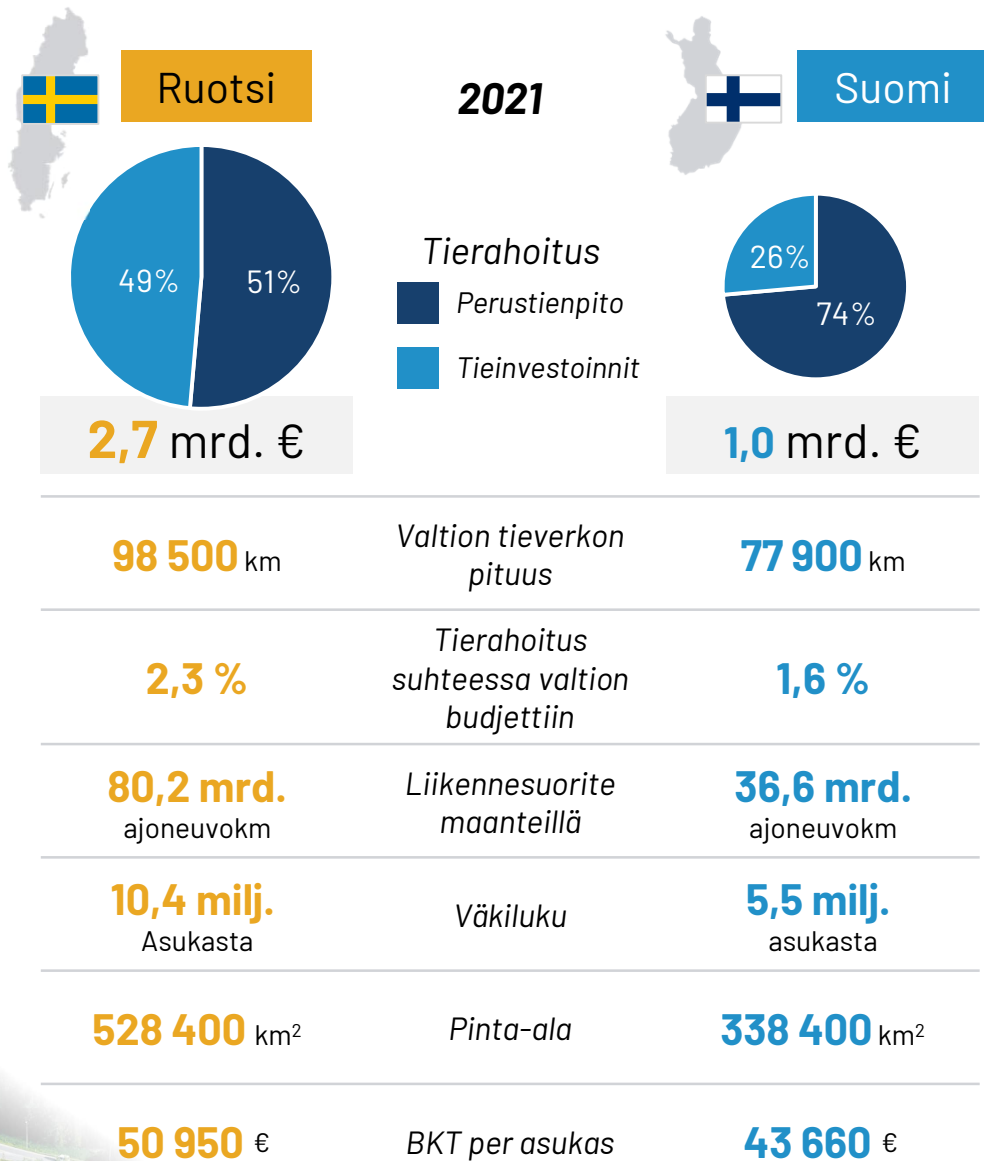 Ruotsi
2021
Suomi
49%
51%
Tierahoitus
Perustienpito
Tieinvestoinnit
26%
74%
2,7 mrd. €
1,0 mrd. €
98 500 km
Valtion tieverkon
pituus
77 900 km
2,3 %
Tierahoitus
suhteessa valtion
budjettiin
1,6 %
80,2 mrd.
ajoneuvokm
Liikennesuorite
maanteillä
36,6 mrd.
ajoneuvokm
10,4 milj.
Asukasta
Väkiluku
5,5 milj.
asukasta
528 400 km²
Pinta-ala
338 400 km²
50 950 €
BKT per asukas
43 660 €